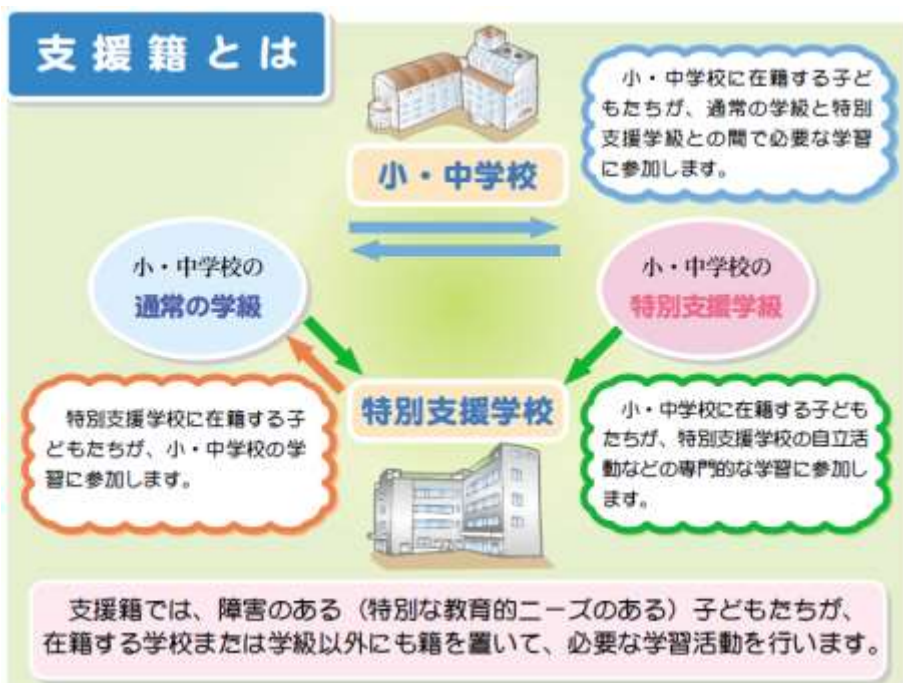 支援籍とは
小・中学校
小・中学校に在籍する子ど
もたちが、通常の学級と特別
支援学級との間で必要な学習
に参加します。
小・中学校の
通常の学級
小・中学校の
特別支援学級
特別支援学校
特別支援学校に在籍する子
どもたちが、小・中学校の学
習に参加します。
小・中学校に在籍する子ども
たちが、特別支援学校の自立活
動などの専門的な学習に参加し
ます。
支援籍では、障害のある（特別な教育的ニーズのある）子どもたちが、
在籍する学校または学級以外にも籍を置いて、必要な学習活動を行います。